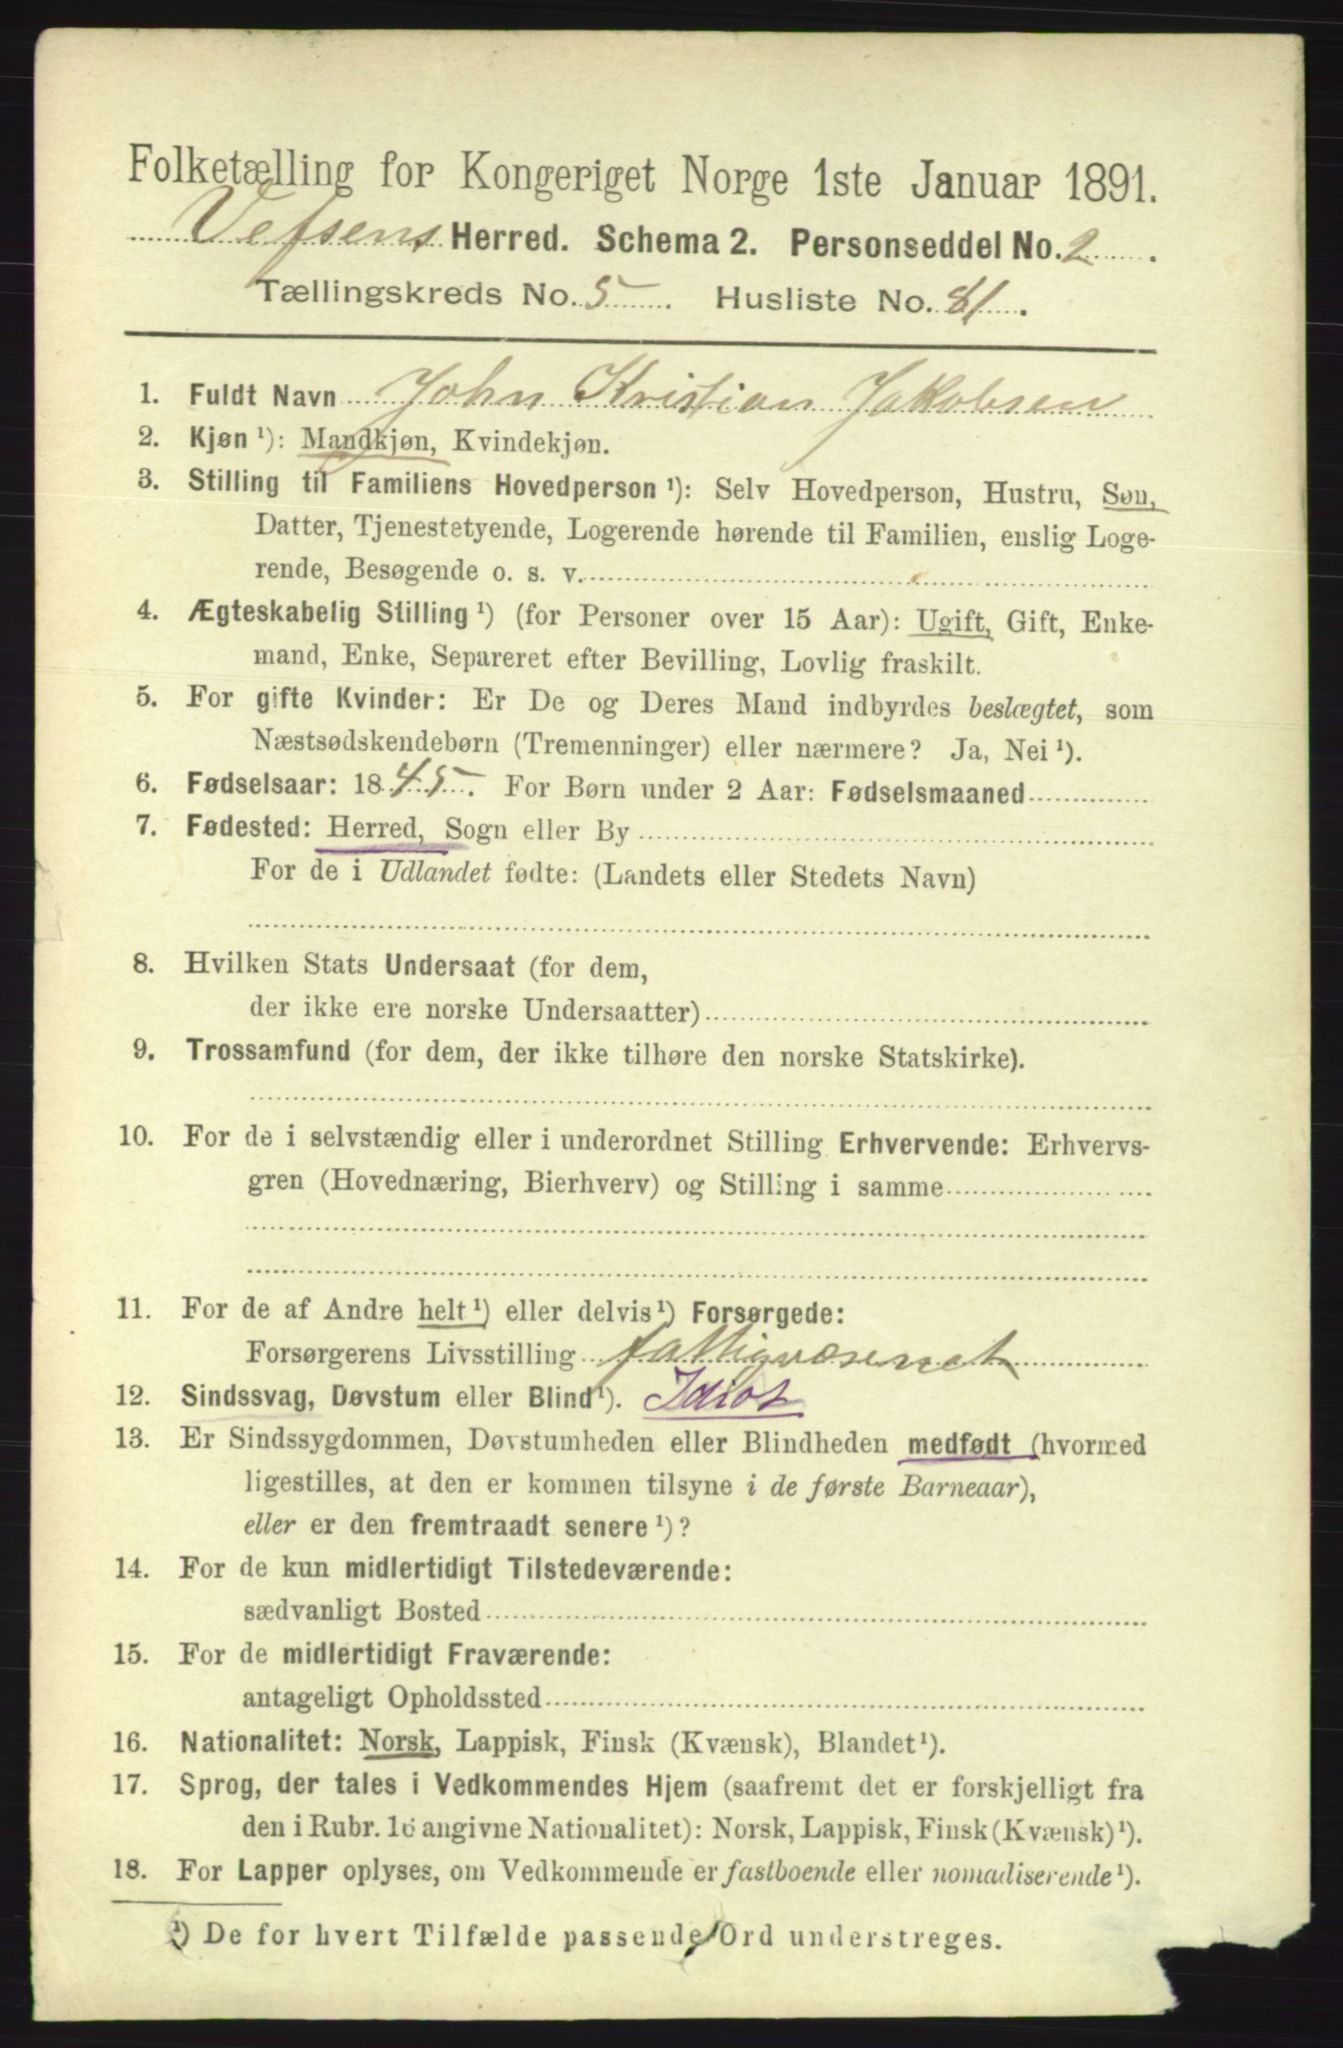 Folketælling for Kongeriget Norge 1ste Januar 1891.
Vefsens Herred. Schema 2. Personseddel No. 2.
Tællingskreds No. 5. Husliste No. 81.
1. Fuldt Navn John Kristian Jakobsen
2. Kjøn ¹): Mandkjøn, Kvindekjøn.
3. Stilling til Familiens Hovedperson ¹): Selv Hovedperson, Hustru, Søn,
Datter, Tjenestetyende, Logerende hørende til Familien, enslig Loge-
rende, Besøgende o. s. v.
4. Ægteskabelig Stilling ¹) (for Personer over 15 Aar): Ugift, Gift, Enke-
mand, Enke, Separeret efter Bevilling, Lovlig fraskilt.
5. For gifte Kvinder: Er De og Deres Mand indbyrdes beslægtet, som
Næstsødskendebørn (Tremenninger) eller nærmere? Ja, Nei ¹).
6. Fødselsaar: 1845. For Børn under 2 Aar: Fødselsmaaned
7. Fødested: Herred, Sogn eller By
For de i Udlandet fødte: (Landets eller Stedets Navn)
8. Hvilken Stats Undersaat (for dem,
der ikke ere norske Undersaatter)
9. Trossamfund (for dem, der ikke tilhøre den norske Statskirke).
10. For de i selvstændig eller i underordnet Stilling Erhvervende: Erhvervs-
gren (Hovednæring, Bierhverv) og Stilling i samme
11. For de af Andre helt ¹) eller delvis ¹) Forsørgede:
Forsørgerens Livsstilling fattigvæsenet
12. Sindssvag, Døvstum eller Blind ¹). Idiot
13. Er Sindssygdommen, Døvstumheden eller Blindheden medfødt (hvormed
ligestilles, at den er kommen tilsyne i de første Barneaar),
eller er den fremtraadt senere ¹)?
14. For de kun midlertidigt Tilstedeværende:
sædvanligt Bosted
15. For de midlertidigt Fraværende:
antageligt Opholdssted
16. Nationalitet: Norsk, Lappisk, Finsk (Kvænsk), Blandet ¹).
17. Sprog, der tales i Vedkommendes Hjem (saafremt det er forskjelligt fra
den i Rubr. 16 angivne Nationalitet): Norsk, Lappisk, Finsk (Kvænsk) ¹).
18. For Lapper oplyses, om Vedkommende er fastboende eller nomadiserende ¹).
¹) De for hvert Tilfælde passende Ord understreges.